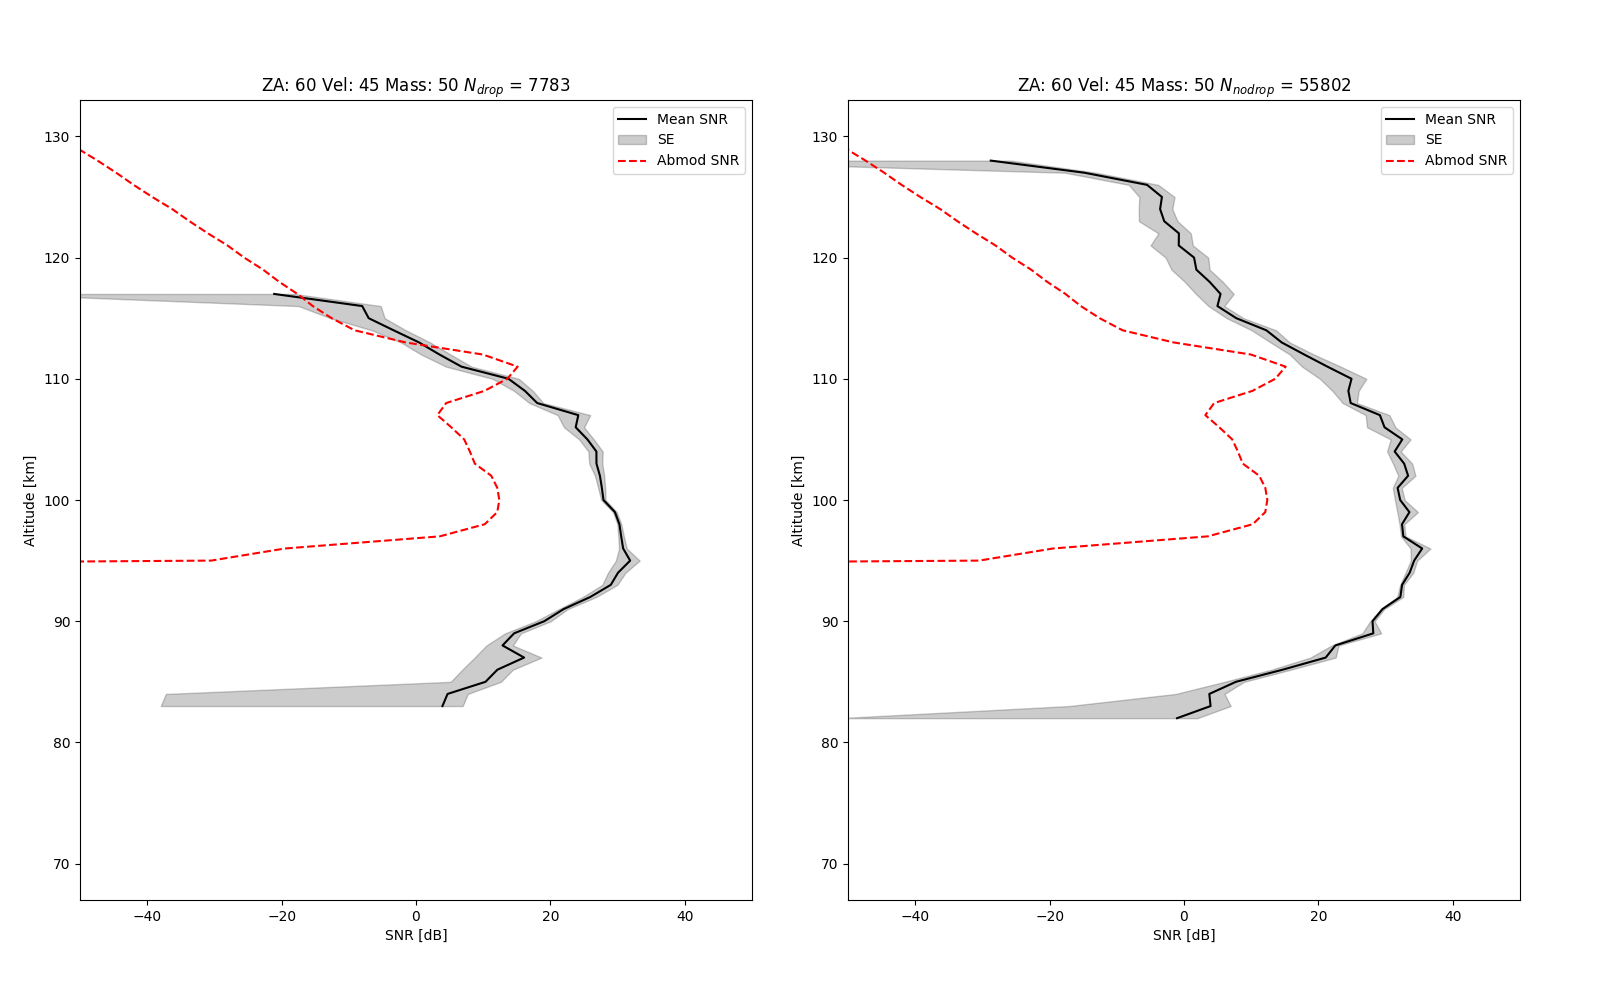 ZA: 60 Vel: 45 Mass: 50 N_drop = 7783
Mean SNR
SE
Abmod SNR
130
120
110
100
90
80
70
Altitude [km]
−40 −20 0 20 40
SNR [dB]
ZA: 60 Vel: 45 Mass: 50 N_nodrop = 55802
Mean SNR
SE
Abmod SNR
130
120
110
100
90
80
70
Altitude [km]
−40 −20 0 20 40
SNR [dB]